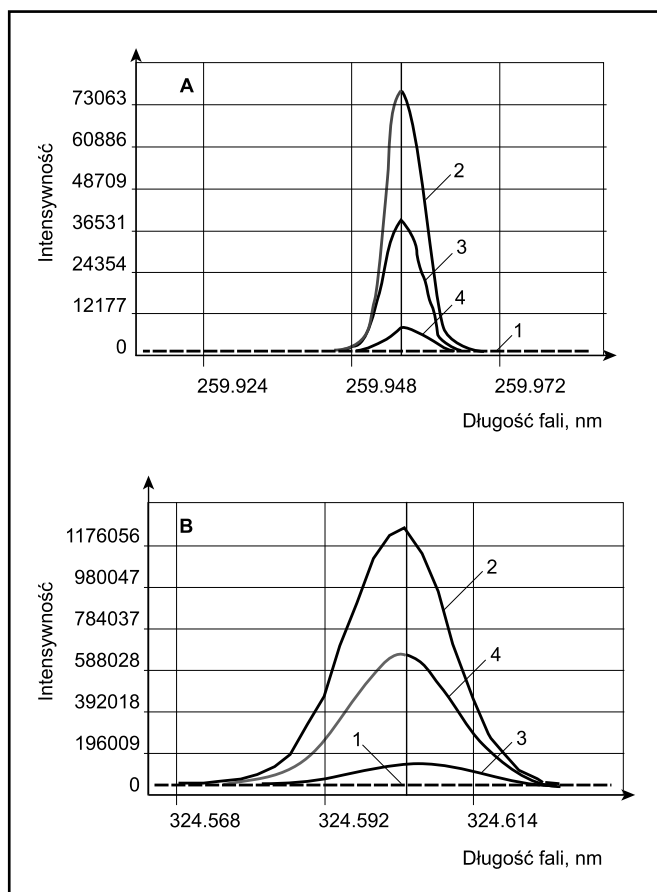 A
73063
60886
48709
36531
24354
12177
0
Intensywność
2
3
4
1
259.924 259.948 259.972
Długość fali, nm
B
1176056
980047
784037
588028
392018
196009
0
Intensywność
2
4
1
3
324.568 324.592 324.614
Długość fali, nm